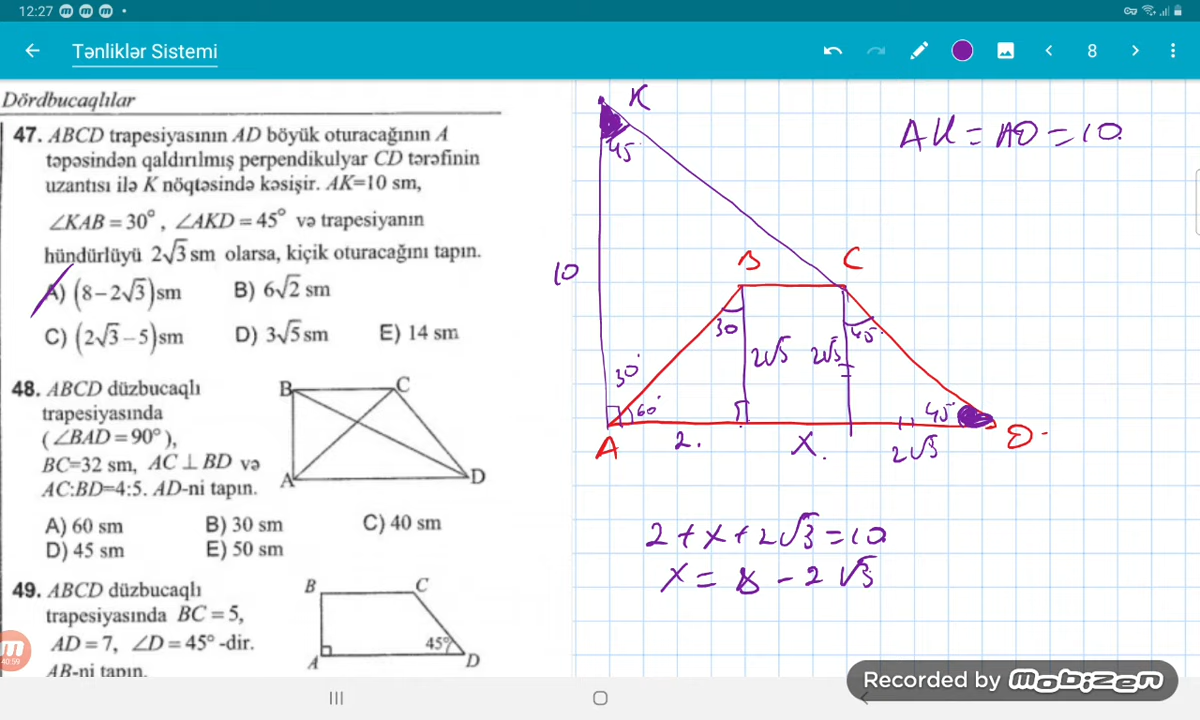 12:27
Tənliklər Sistemi
8
Dördbucaqlılar
47. ABCD trapesiyasının AD böyük oturacağının A
təpəsindən qaldırılmış perpendikulyar CD tərəfinin
uzantısı ilə K nöqtəsində kəsişir. AK=10 sm,
∠KAB = 30°, ∠AKD = 45° və trapesiyanın
hündürlüyü 2√3 sm olarsa, kiçik oturacağını tapın.
A) (8−2√3)sm B) 6√2 sm
C) (2√3−5)sm D) 3√5 sm E) 14 sm
48. ABCD düzbucaqlı
trapesiyasında
(∠BAD = 90°),
BC=32 sm, AC ⊥ BD və
AC:BD=4:5. AD-ni tapın.
A) 60 sm B) 30 sm C) 40 sm
D) 45 sm E) 50 sm
B C
A D
49. ABCD düzbucaqlı
trapesiyasında BC = 5,
AD = 7, ∠D = 45° -dir.
AB-ni tapın.
B C
45°
A D
K
45
AK = AD = 10
10
B C
30 45
2√3 2√3
30°
60° 45
A 2. X. 2√3 D
2 + x + 2√3 = 10
x = 8 − 2√3
40:59
Recorded by mobizen